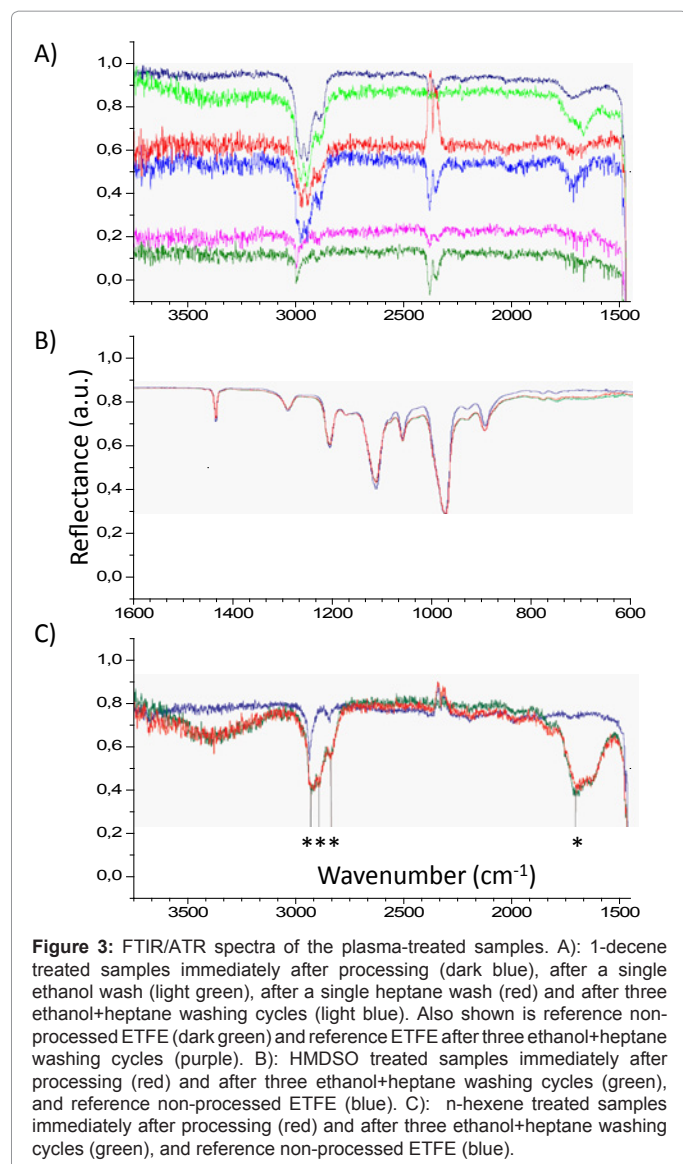 A)
1,0
0,8
0,6
0,4
0,2
0,0
3500 3000 2500 2000 1500
B)
1,0
0,8
0,6
0,4
0,2
0,0
1600 1400 1200 1000 800 600
Reflectance (a.u.)
C)
1,0
0,8
0,6
0,4
0,2
0,0
*** *
Wavenumber (cm-1)
3500 3000 2500 2000 1500
Figure 3: FTIR/ATR spectra of the plasma-treated samples. A): 1-decene
treated samples immediately after processing (dark blue), after a single
ethanol wash (light green), after a single heptane wash (red) and after three
ethanol+heptane washing cycles (light blue). Also shown is reference non-
processed ETFE (dark green) and reference ETFE after three ethanol+heptane
washing cycles (purple). B): HMDSO treated samples immediately after
processing (red) and after three ethanol+heptane washing cycles (green),
and reference non-processed ETFE (blue). C): n-hexene treated samples
immediately after processing (red) and after three ethanol+heptane washing
cycles (green), and reference non-processed ETFE (blue).